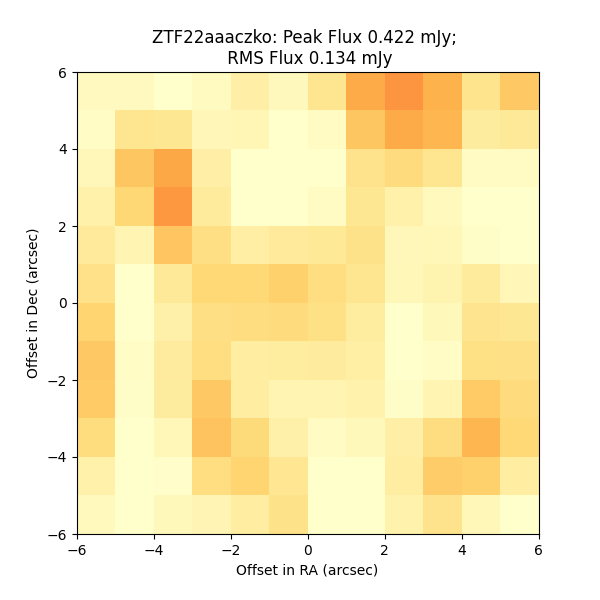 ZTF22aaaczko: Peak Flux 0.422 mJy;
RMS Flux 0.134 mJy
6
4
2
0
−2
−4
−6
Offset in Dec (arcsec)
−6 −4 −2 0 2 4 6
Offset in RA (arcsec)